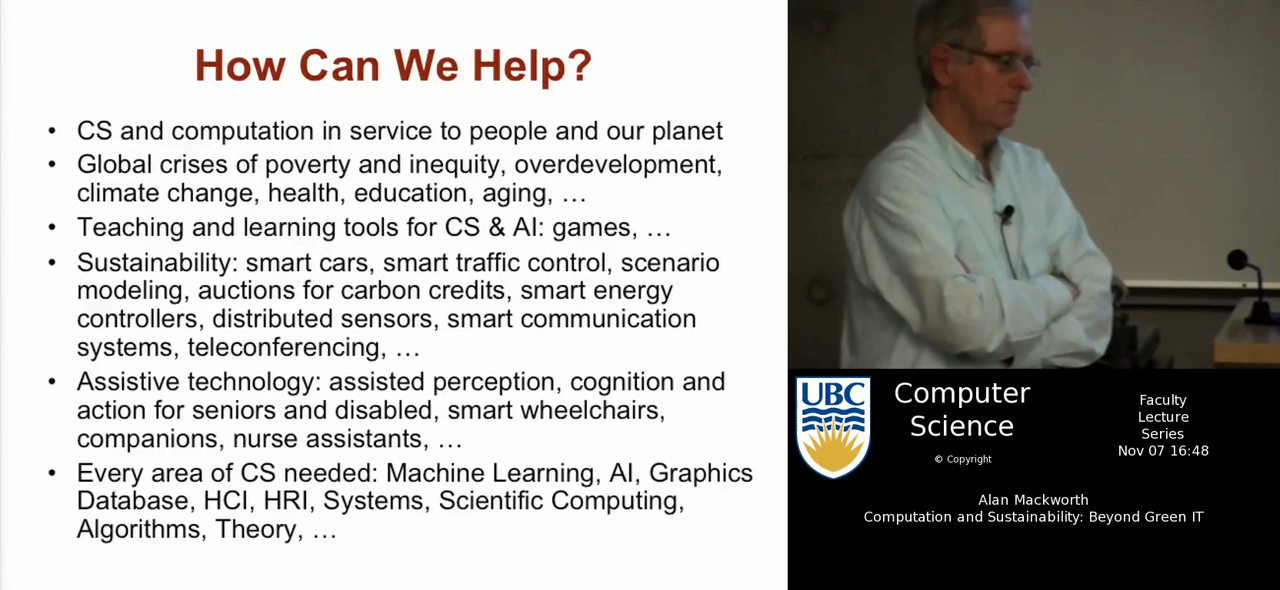 How Can We Help?
• CS and computation in service to people and our planet
• Global crises of poverty and inequity, overdevelopment,
climate change, health, education, aging, …
• Teaching and learning tools for CS & AI: games, …
• Sustainability: smart cars, smart traffic control, scenario
modeling, auctions for carbon credits, smart energy
controllers, distributed sensors, smart communication
systems, teleconferencing, …
• Assistive technology: assisted perception, cognition and
action for seniors and disabled, smart wheelchairs,
companions, nurse assistants, …
• Every area of CS needed: Machine Learning, AI, Graphics
Database, HCI, HRI, Systems, Scientific Computing,
Algorithms, Theory, …
UBC
Computer
Science
© Copyright
Faculty
Lecture
Series
Nov 07 16:48
Alan Mackworth
Computation and Sustainability: Beyond Green IT